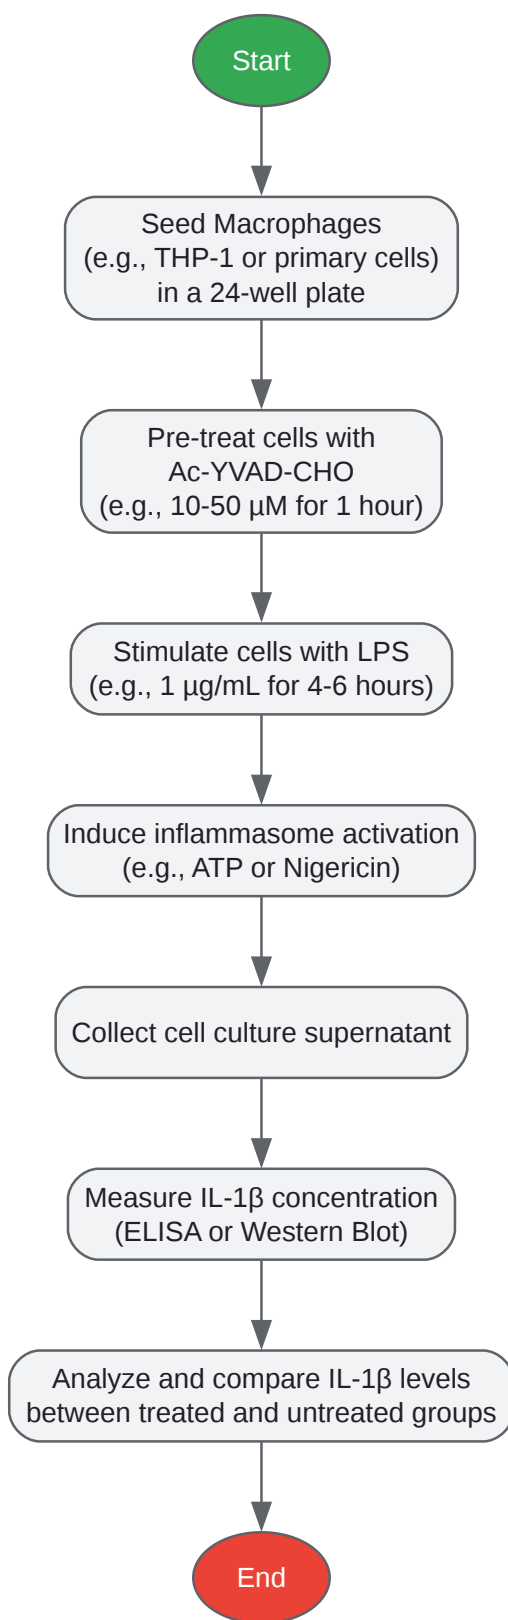 Start
Seed Macrophages
(e.g., THP-1 or primary cells)
in a 24-well plate
Pre-treat cells with
Ac-YVAD-CHO
(e.g., 10-50 µM for 1 hour)
Stimulate cells with LPS
(e.g., 1 µg/mL for 4-6 hours)
Induce inflammasome activation
(e.g., ATP or Nigericin)
Collect cell culture supernatant
Measure IL-1β concentration
(ELISA or Western Blot)
Analyze and compare IL-1β levels
between treated and untreated groups
End